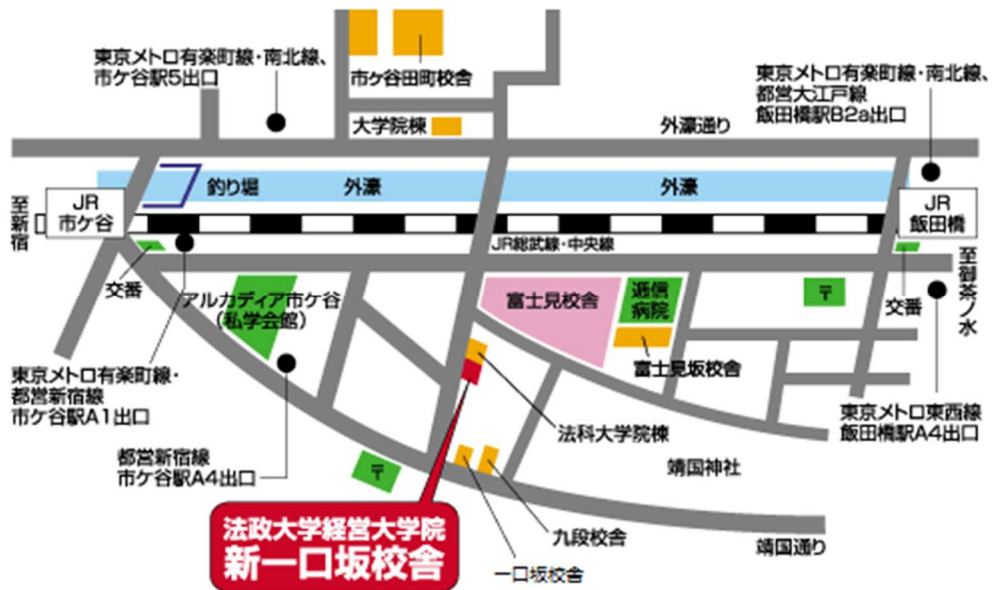 東京メトロ有楽町線・南北線、
市ケ谷駅5出口
市ヶ谷田町校舎
東京メトロ有楽町線・南北線、
都営大江戸線
飯田橋駅B2a出口
大学院棟
外濠通り
釣り堀
外濠
外濠
至新宿
JR
市ケ谷
JR
飯田橋
JR総武線・中央線
交番
アルカディア市ケ谷
(私学会館)
富士見校舎
逓信
病院
〒
交番
至御茶ノ水
富士見坂校舎
東京メトロ有楽町線・
都営新宿線
市ケ谷駅A1出口
法科大学院棟
東京メトロ東西線
飯田橋駅A4出口
都営新宿線
市ケ谷駅A4出口
〒
靖国神社
法政大学経営大学院
新一口坂校舎
九段校舎
一口坂校舎
靖国通り